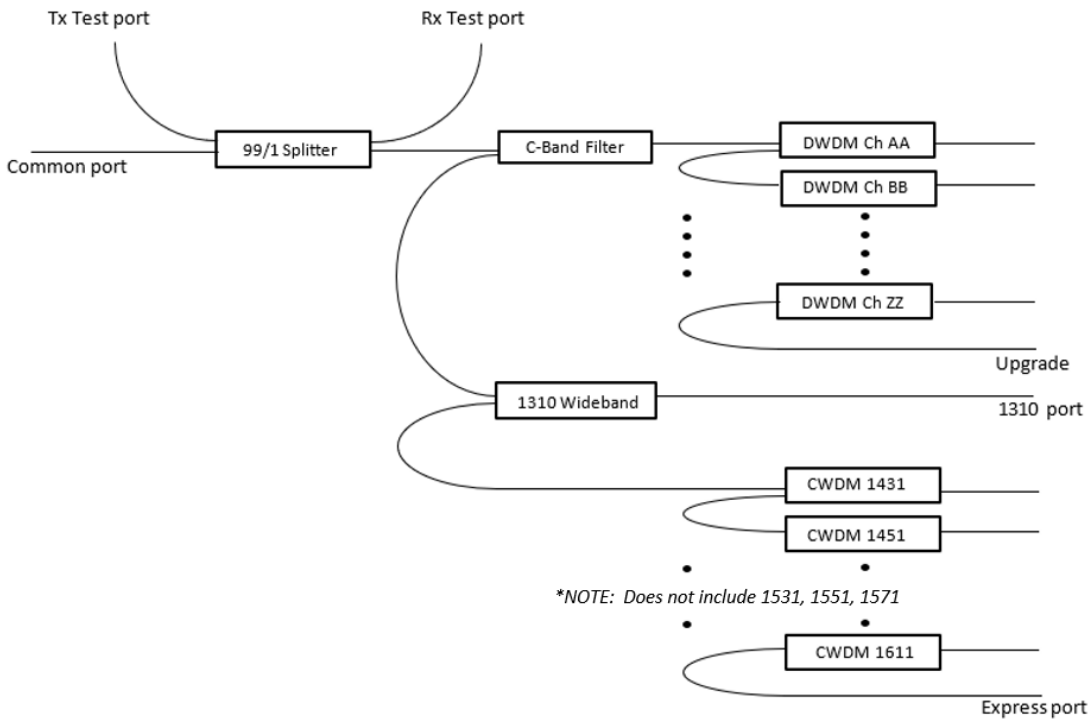 Tx Test port
Rx Test port
99/1 Splitter
Common port
C-Band Filter
DWDM Ch AA
DWDM Ch BB
DWDM Ch ZZ
Upgrade
1310 Wideband
1310 port
CWDM 1431
CWDM 1451
*NOTE: Does not include 1531, 1551, 1571
CWDM 1611
Express port